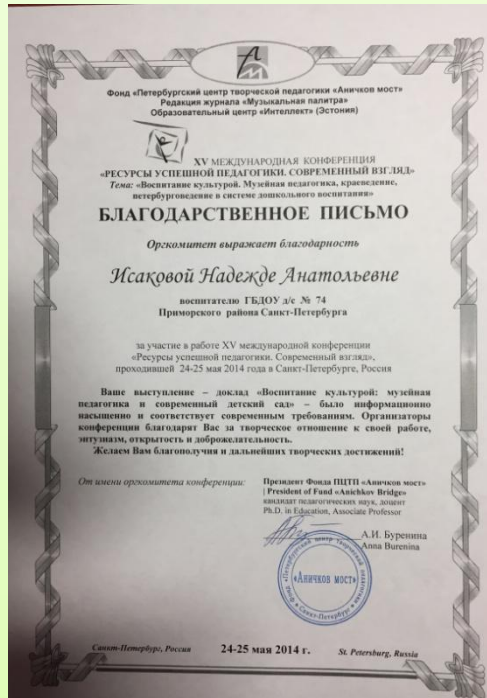 Фонд «Петербургский центр творческой педагогики «Аничков мост»
Редакция журнала «Музыкальная палитра»
Образовательный центр «Интеллект» (Эстония)
XV МЕЖДУНАРОДНАЯ КОНФЕРЕНЦИЯ
«РЕСУРСЫ УСПЕШНОЙ ПЕДАГОГИКИ. СОВРЕМЕННЫЙ ВЗГЛЯД»
Тема: «Воспитание культурой. Музейная педагогика, краеведение,
петербурговедение в системе дошкольного воспитания»
БЛАГОДАРСТВЕННОЕ ПИСЬМО
Оргкомитет выражает благодарность
Исаковой Надежде Анатольевне
воспитателю ГБДОУ д/с № 74
Приморского района Санкт-Петербурга
за участие в работе XV международной конференции
«Ресурсы успешной педагогики. Современный взгляд»,
проходившей 24-25 мая 2014 года в Санкт-Петербурге, Россия
Ваше выступление – доклад «Воспитание культурой: музейная
педагогика и современный детский сад» – было информационно
насыщенно и соответствует современным требованиям. Организаторы
конференции благодарят Вас за творческое отношение к своей работе,
энтузиазм, открытость и доброжелательность.
Желаем Вам благополучия и дальнейших творческих достижений!
От имени оргкомитета конференции:
Президент Фонда ПЦТП «Аничков мост»
| President of Fund «Anichkov Bridge»
кандидат педагогических наук, доцент
Ph.D. in Education, Associate Professor
А.И. Буренина
Anna Burenina
Фонд «Петербургский центр творческой педагогики
«АНИЧКОВ МОСТ»
Санкт-Петербург
Санкт-Петербург, Россия
24-25 мая 2014 г.
St. Petersburg, Russia